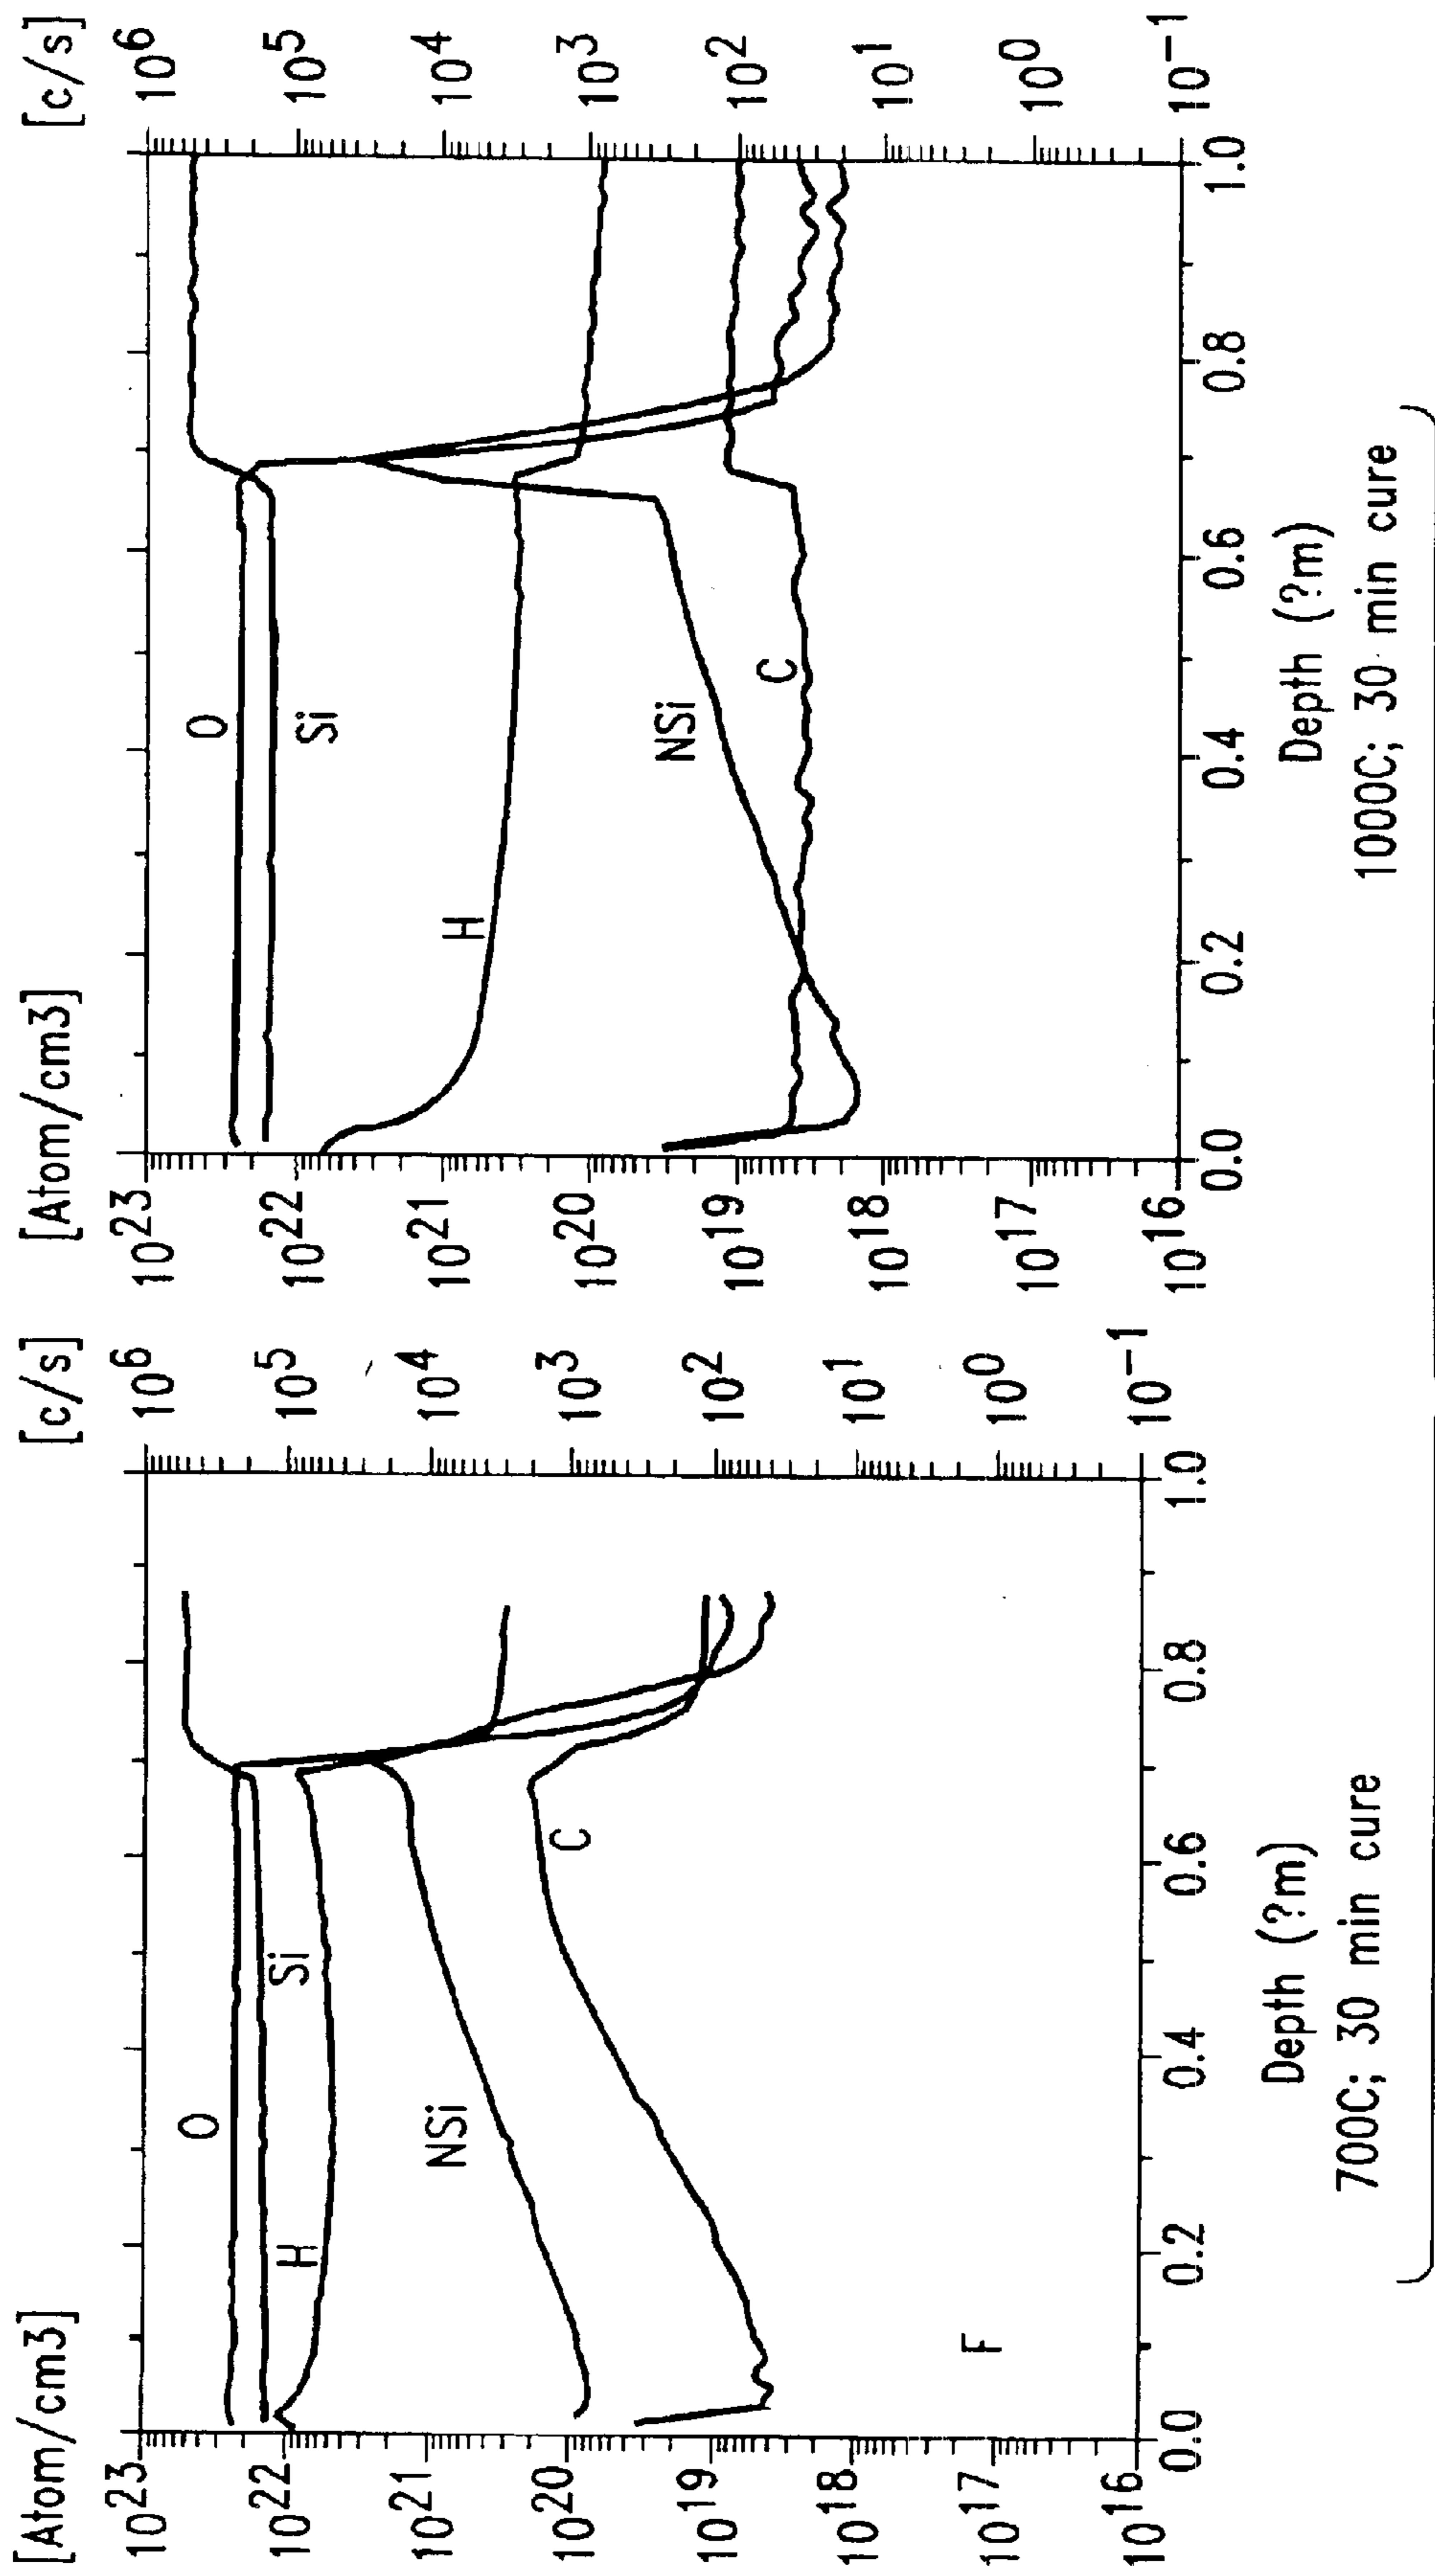 [Atom/cm3]
[c/s]
10^23
10^22
10^21
10^20
10^19
10^18
10^17
10^16
10^6
10^5
10^4
10^3
10^2
10^1
10^0
10^-1
O
Si
H
NSi
C
F
0.0 0.2 0.4 0.6 0.8 1.0
Depth (?m)
700C; 30 min cure
[Atom/cm3]
[c/s]
10^23
10^22
10^21
10^20
10^19
10^18
10^17
10^16
10^6
10^5
10^4
10^3
10^2
10^1
10^0
10^-1
O
Si
H
NSi
C
0.0 0.2 0.4 0.6 0.8 1.0
Depth (?m)
1000C; 30 min cure